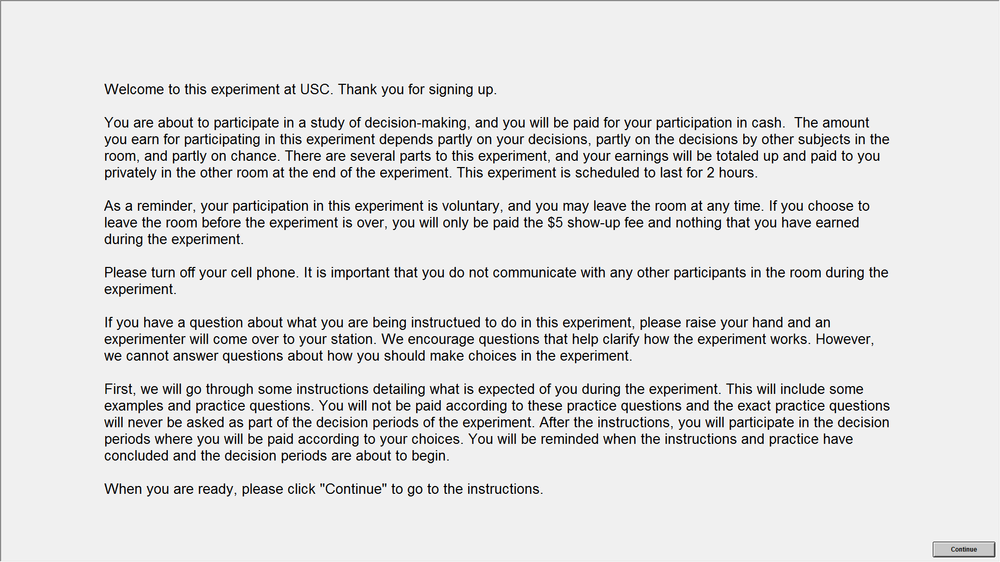 Welcome to this experiment at USC. Thank you for signing up.
You are about to participate in a study of decision-making, and you will be paid for your participation in cash.  The amount
you earn for participating in this experiment depends partly on your decisions, partly on the decisions by other subjects in the
room, and partly on chance. There are several parts to this experiment, and your earnings will be totaled up and paid to you
privately in the other room at the end of the experiment. This experiment is scheduled to last for 2 hours.
As a reminder, your participation in this experiment is voluntary, and you may leave the room at any time. If you choose to
leave the room before the experiment is over, you will only be paid the $5 show-up fee and nothing that you have earned
during the experiment.
Please turn off your cell phone. It is important that you do not communicate with any other participants in the room during the
experiment.
If you have a question about what you are being instructued to do in this experiment, please raise your hand and an
experimenter will come over to your station. We encourage questions that help clarify how the experiment works. However,
we cannot answer questions about how you should make choices in the experiment.
First, we will go through some instructions detailing what is expected of you during the experiment. This will include some
examples and practice questions. You will not be paid according to these practice questions and the exact practice questions
will never be asked as part of the decision periods of the experiment. After the instructions, you will participate in the decision
periods where you will be paid according to your choices. You will be reminded when the instructions and practice have
concluded and the decision periods are about to begin.
When you are ready, please click "Continue" to go to the instructions.
Continue